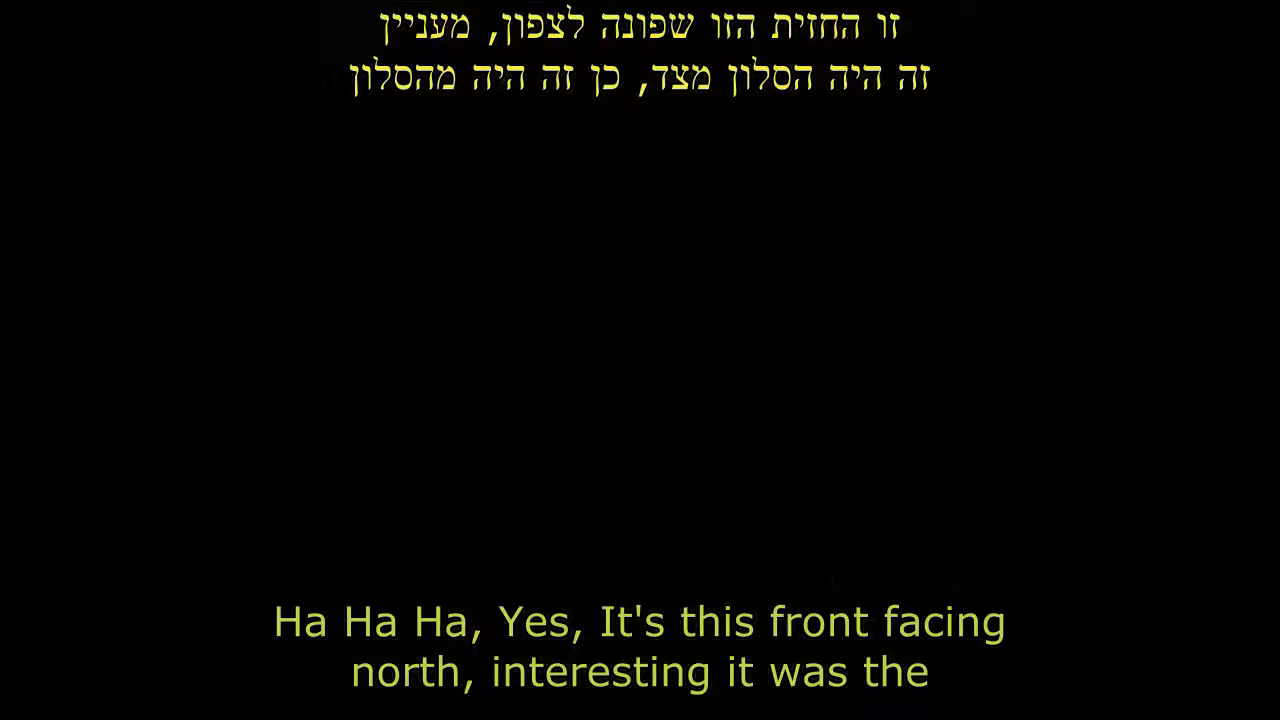 זו החזית הזו שפונה לצפון, מעניין
זה היה הסלון מצד, כן זה היה מהסלון
Ha Ha Ha, Yes, It's this front facing
north, interesting it was the